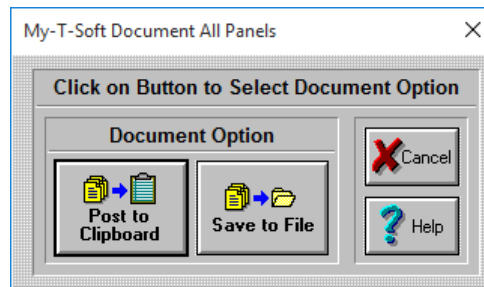 My-T-Soft Document All Panels
Click on Button to Select Document Option
Document Option
Post to
Clipboard
Save to File
Cancel
Help